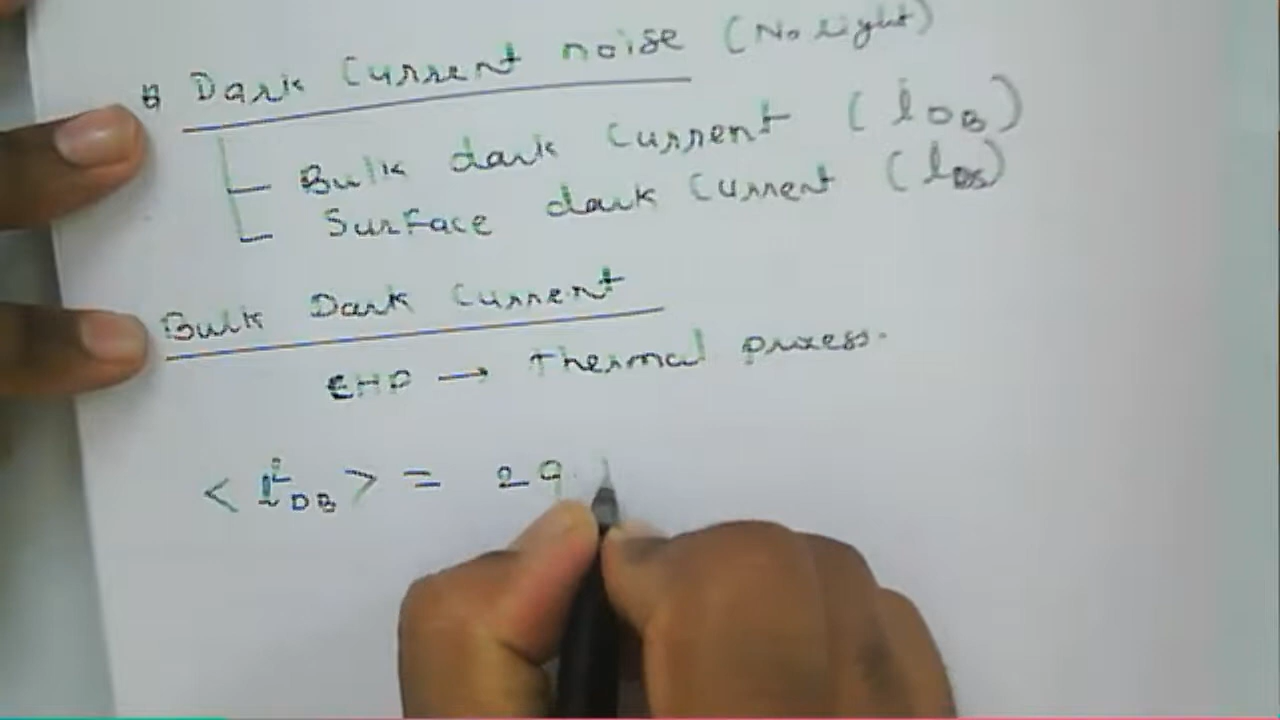 Dark Current noise (No light)
Bulk dark current (iDB)
Surface dark current (iDS)
Bulk Dark Current
EHP → thermal process.
< i²DB > = 2q